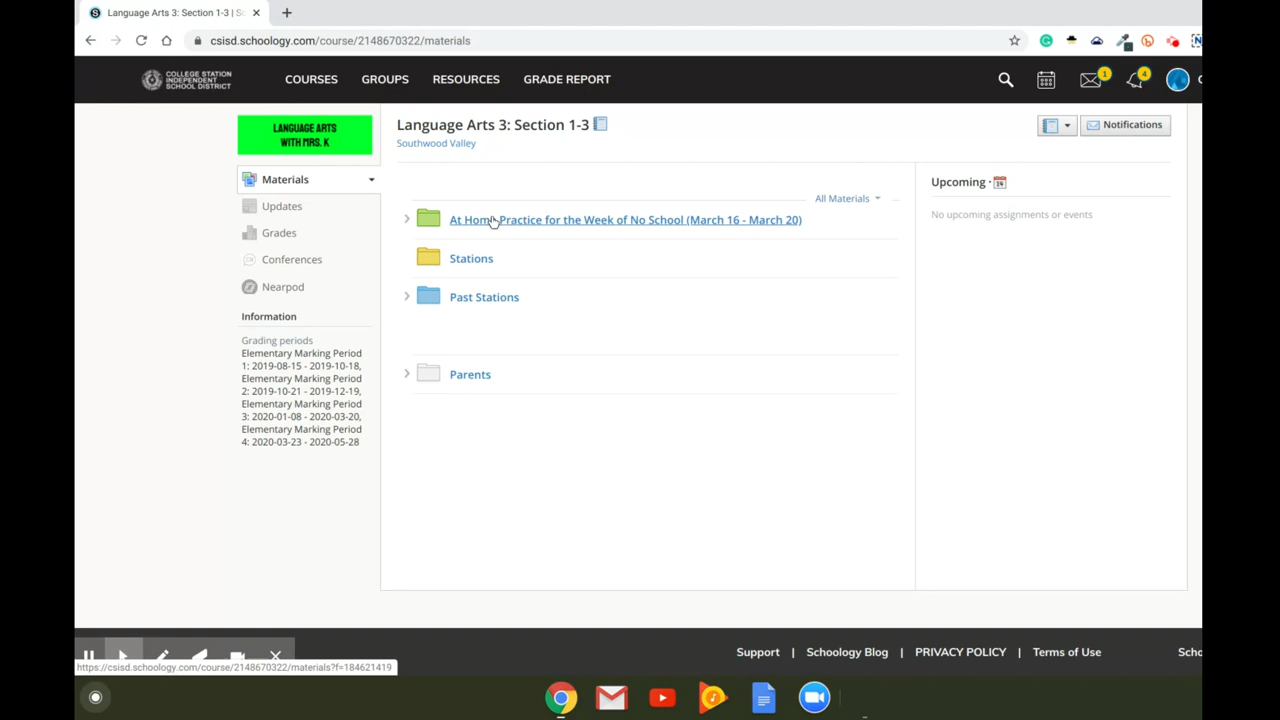 Language Arts 3: Section 1-3 | Sc
csisd.schoology.com/course/2148670322/materials
COLLEGE STATION
INDEPENDENT
SCHOOL DISTRICT
COURSES
GROUPS
RESOURCES
GRADE REPORT
1
4
LANGUAGE ARTS
WITH MRS. K
Language Arts 3: Section 1-3
Southwood Valley
Notifications
Materials
Updates
Grades
Conferences
Nearpod
Information
Grading periods
Elementary Marking Period
1: 2019-08-15 - 2019-10-18,
Elementary Marking Period
2: 2019-10-21 - 2019-12-19,
Elementary Marking Period
3: 2020-01-08 - 2020-03-20,
Elementary Marking Period
4: 2020-03-23 - 2020-05-28
All Materials
At Home Practice for the Week of No School (March 16 - March 20)
Stations
Past Stations
Parents
Upcoming ·
No upcoming assignments or events
Support | Schoology Blog | PRIVACY POLICY | Terms of Use
Scho
https://csisd.schoology.com/course/2148670322/materials?f=184621419